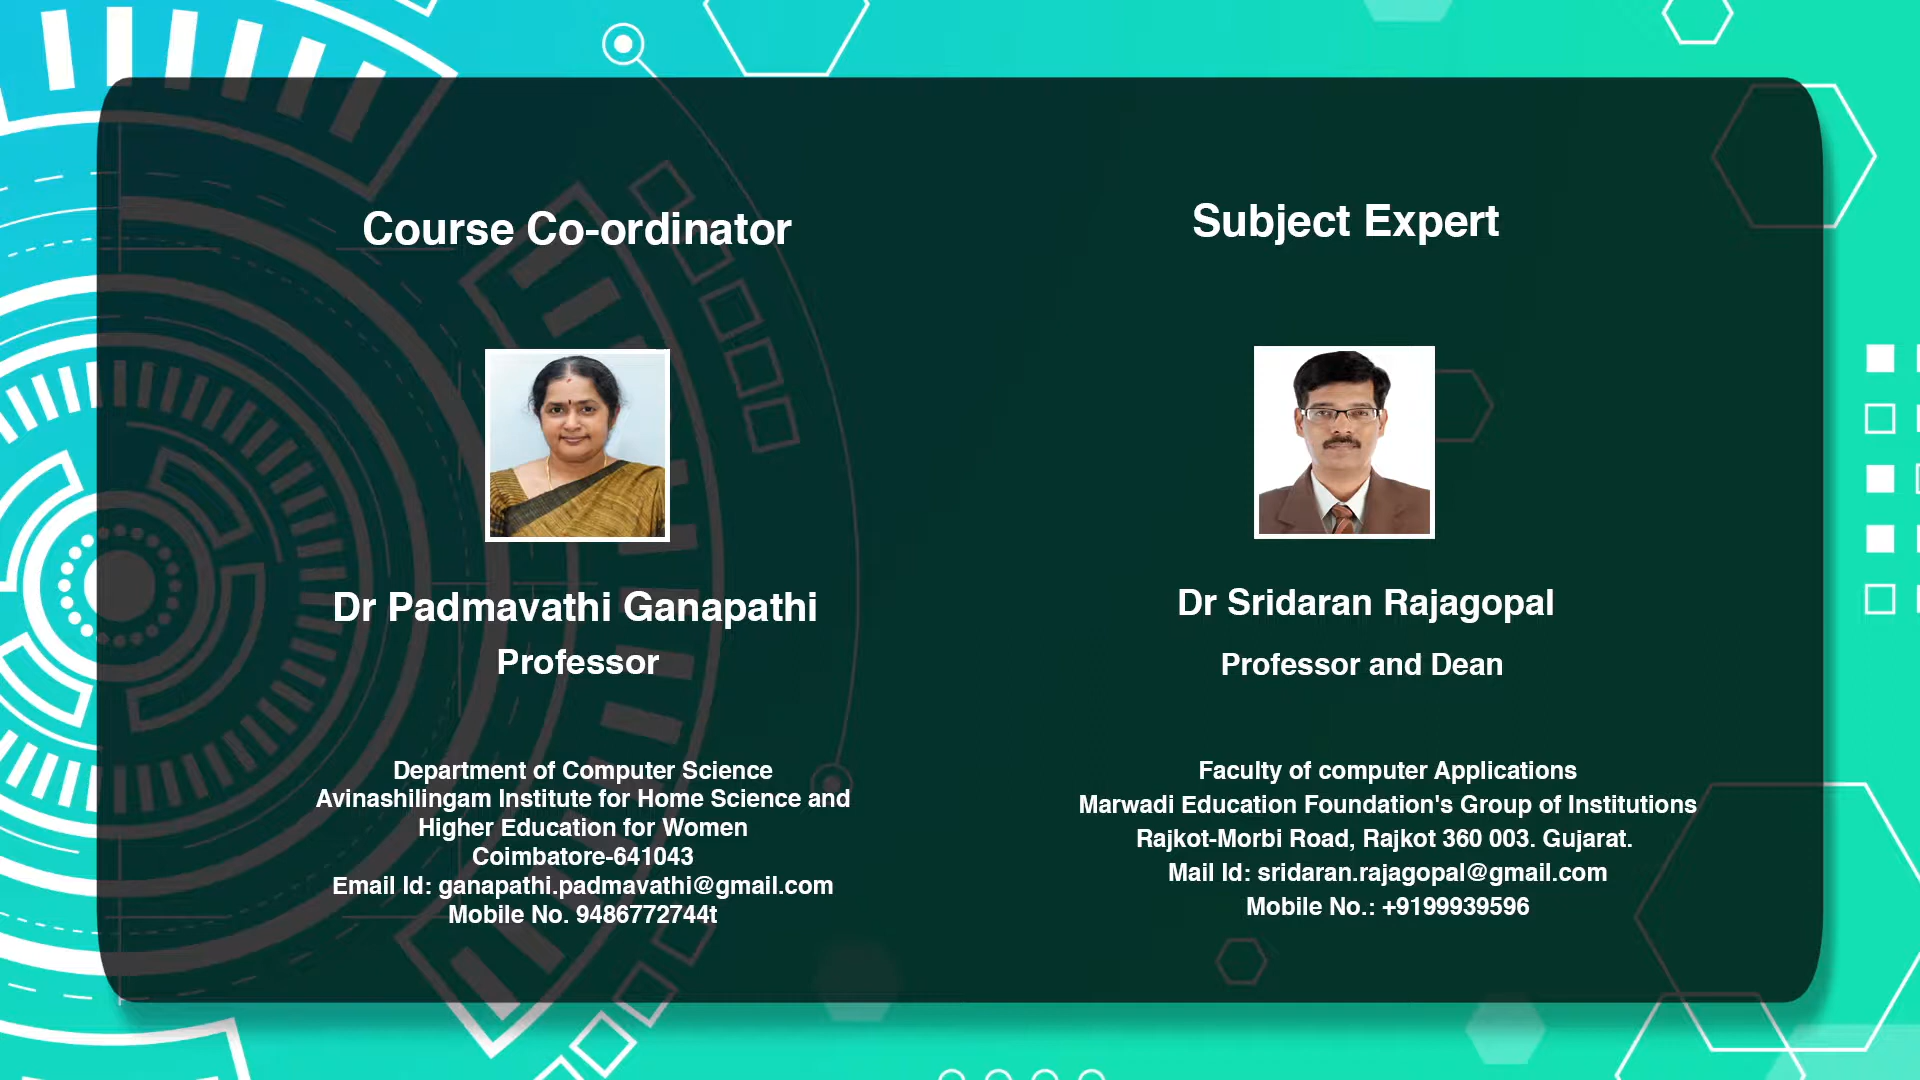 Course Co-ordinator
Dr Padmavathi Ganapathi
Professor
Department of Computer Science
Avinashilingam Institute for Home Science and
Higher Education for Women
Coimbatore-641043
Email Id: ganapathi.padmavathi@gmail.com
Mobile No. 9486772744t
Subject Expert
Dr Sridaran Rajagopal
Professor and Dean
Faculty of computer Applications
Marwadi Education Foundation's Group of Institutions
Rajkot-Morbi Road, Rajkot 360 003. Gujarat.
Mail Id: sridaran.rajagopal@gmail.com
Mobile No.: +9199939596